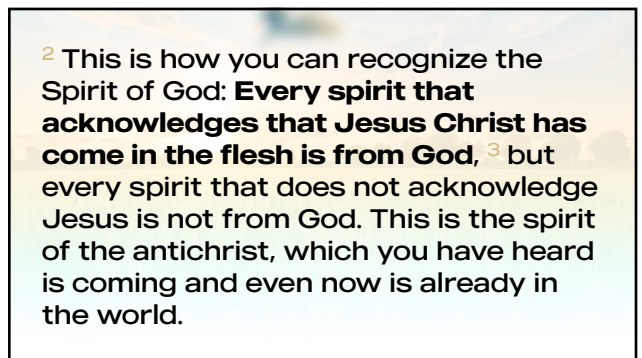 2 This is how you can recognize the
Spirit of God: Every spirit that
acknowledges that Jesus Christ has
come in the flesh is from God, 3 but
every spirit that does not acknowledge
Jesus is not from God. This is the spirit
of the antichrist, which you have heard
is coming and even now is already in
the world.